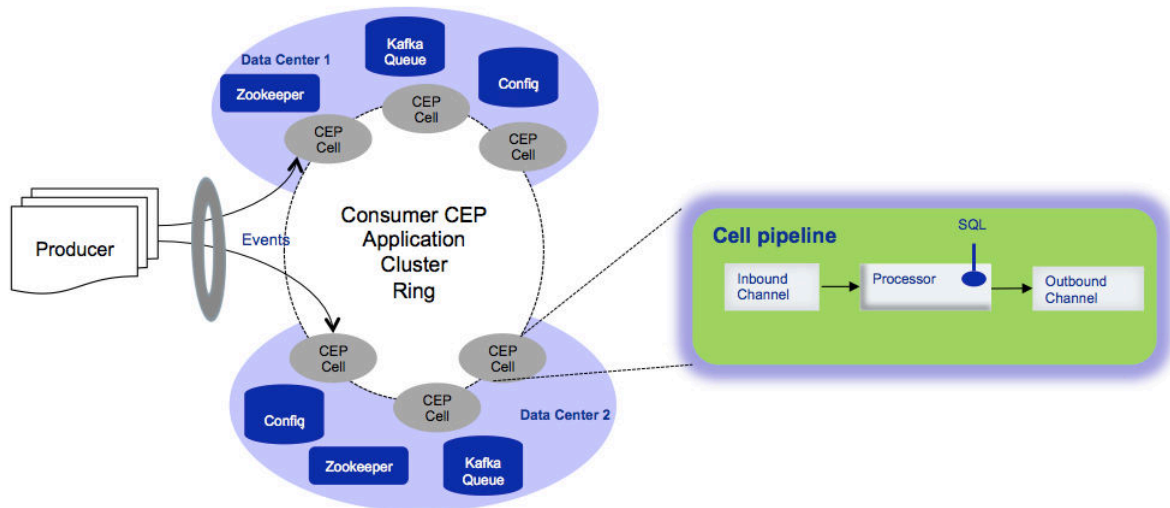 Data Center 1
Kafka
Queue
Config
Zookeeper
CEP
Cell
CEP
Cell
CEP
Cell
Producer
Events
Consumer CEP
Application
Cluster
Ring
CEP
Cell
CEP
Cell
CEP
Cell
Config
Zookeeper
Kafka
Queue
Data Center 2
Cell pipeline
SQL
Inbound
Channel
Processor
Outbound
Channel